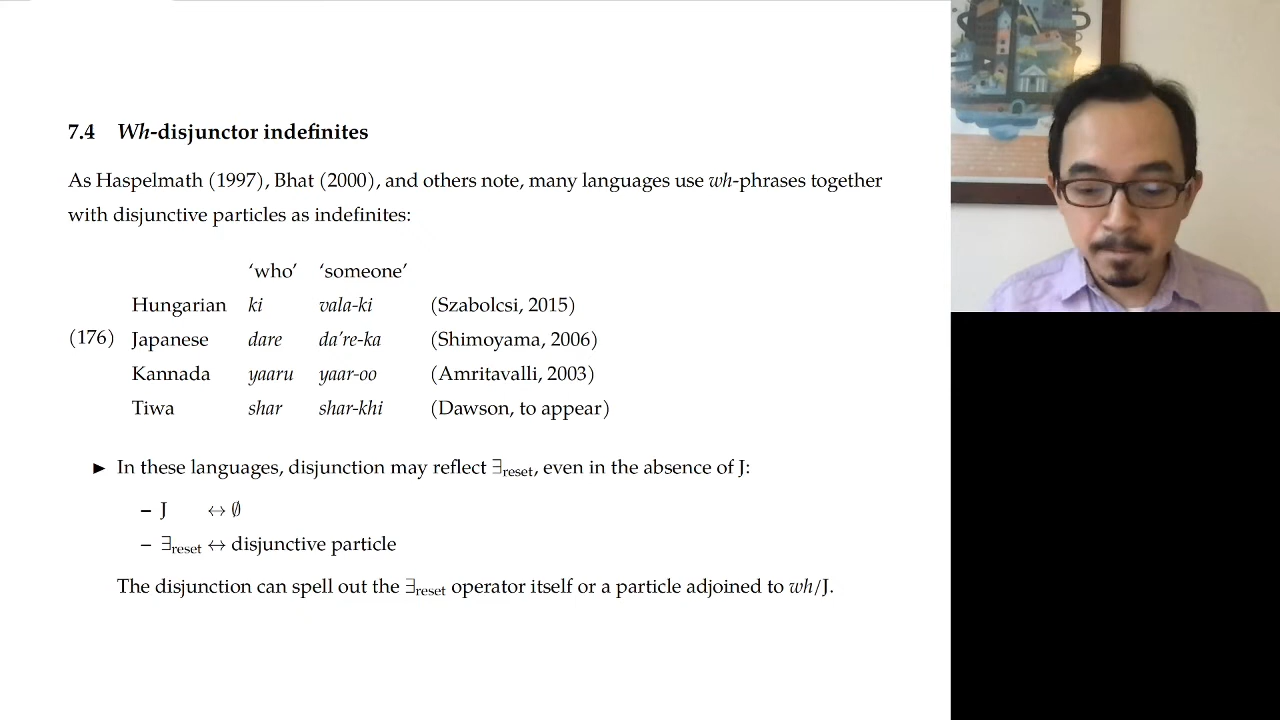 7.4 Wh-disjunctor indefinites
As Haspelmath (1997), Bhat (2000), and others note, many languages use wh-phrases together
with disjunctive particles as indefinites:
‘who’ ‘someone’
Hungarian ki vala-ki (Szabolcsi, 2015)
(176) Japanese dare da’re-ka (Shimoyama, 2006)
Kannada yaaru yaar-oo (Amritavalli, 2003)
Tiwa shar shar-khi (Dawson, to appear)
► In these languages, disjunction may reflect ∃reset, even in the absence of J:
– J ↔ ∅
– ∃reset ↔ disjunctive particle
The disjunction can spell out the ∃reset operator itself or a particle adjoined to wh/J.